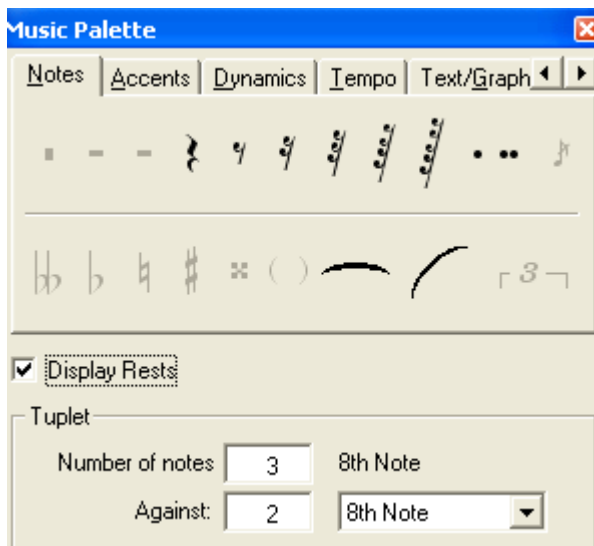 Music Palette
Notes Accents Dynamics Tempo Text/Graph
3
Display Rests
Tuplet
Number of notes 3 8th Note
Against: 2 8th Note